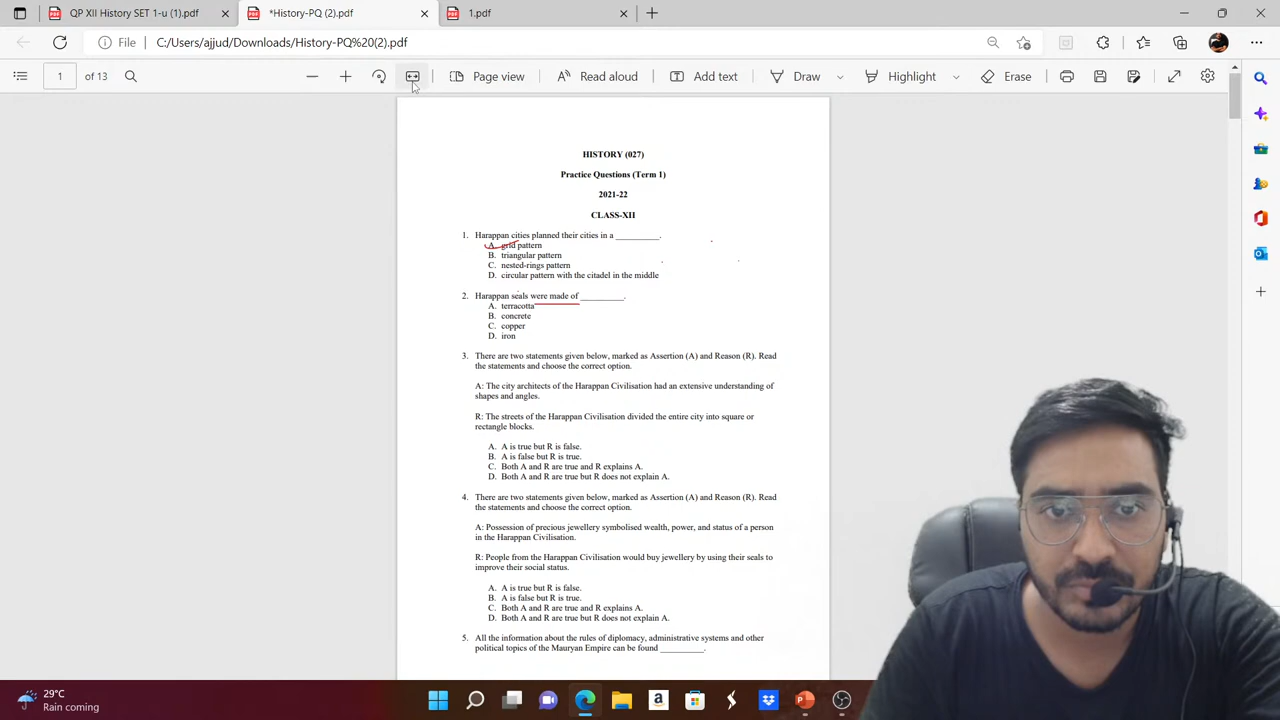 QP XII History SET 1-u (1).pdf
*History-PQ (2).pdf
1.pdf
File
C:/Users/ajjud/Downloads/History-PQ%20(2).pdf
1 of 13
Page view
Read aloud
Add text
Draw
Highlight
Erase
HISTORY (027)
Practice Questions (Term 1)
2021-22
CLASS-XII
1. Harappan cities planned their cities in a __________.
A. grid pattern
B. triangular pattern
C. nested-rings pattern
D. circular pattern with the citadel in the middle
2. Harappan seals were made of __________.
A. terracotta
B. concrete
C. copper
D. iron
3. There are two statements given below, marked as Assertion (A) and Reason (R). Read
the statements and choose the correct option.
A: The city architects of the Harappan Civilisation had an extensive understanding of
shapes and angles.
R: The streets of the Harappan Civilisation divided the entire city into square or
rectangle blocks.
A. A is true but R is false.
B. A is false but R is true.
C. Both A and R are true and R explains A.
D. Both A and R are true but R does not explain A.
4. There are two statements given below, marked as Assertion (A) and Reason (R). Read
the statements and choose the correct option.
A: Possession of precious jewellery symbolised wealth, power, and status of a person
in the Harappan Civilisation.
R: People from the Harappan Civilisation would buy jewellery by using their seals to
improve their social status.
A. A is true but R is false.
B. A is false but R is true.
C. Both A and R are true and R explains A.
D. Both A and R are true but R does not explain A.
5. All the information about the rules of diplomacy, administrative systems and other
political topics of the Mauryan Empire can be found __________.
29°C
Rain coming